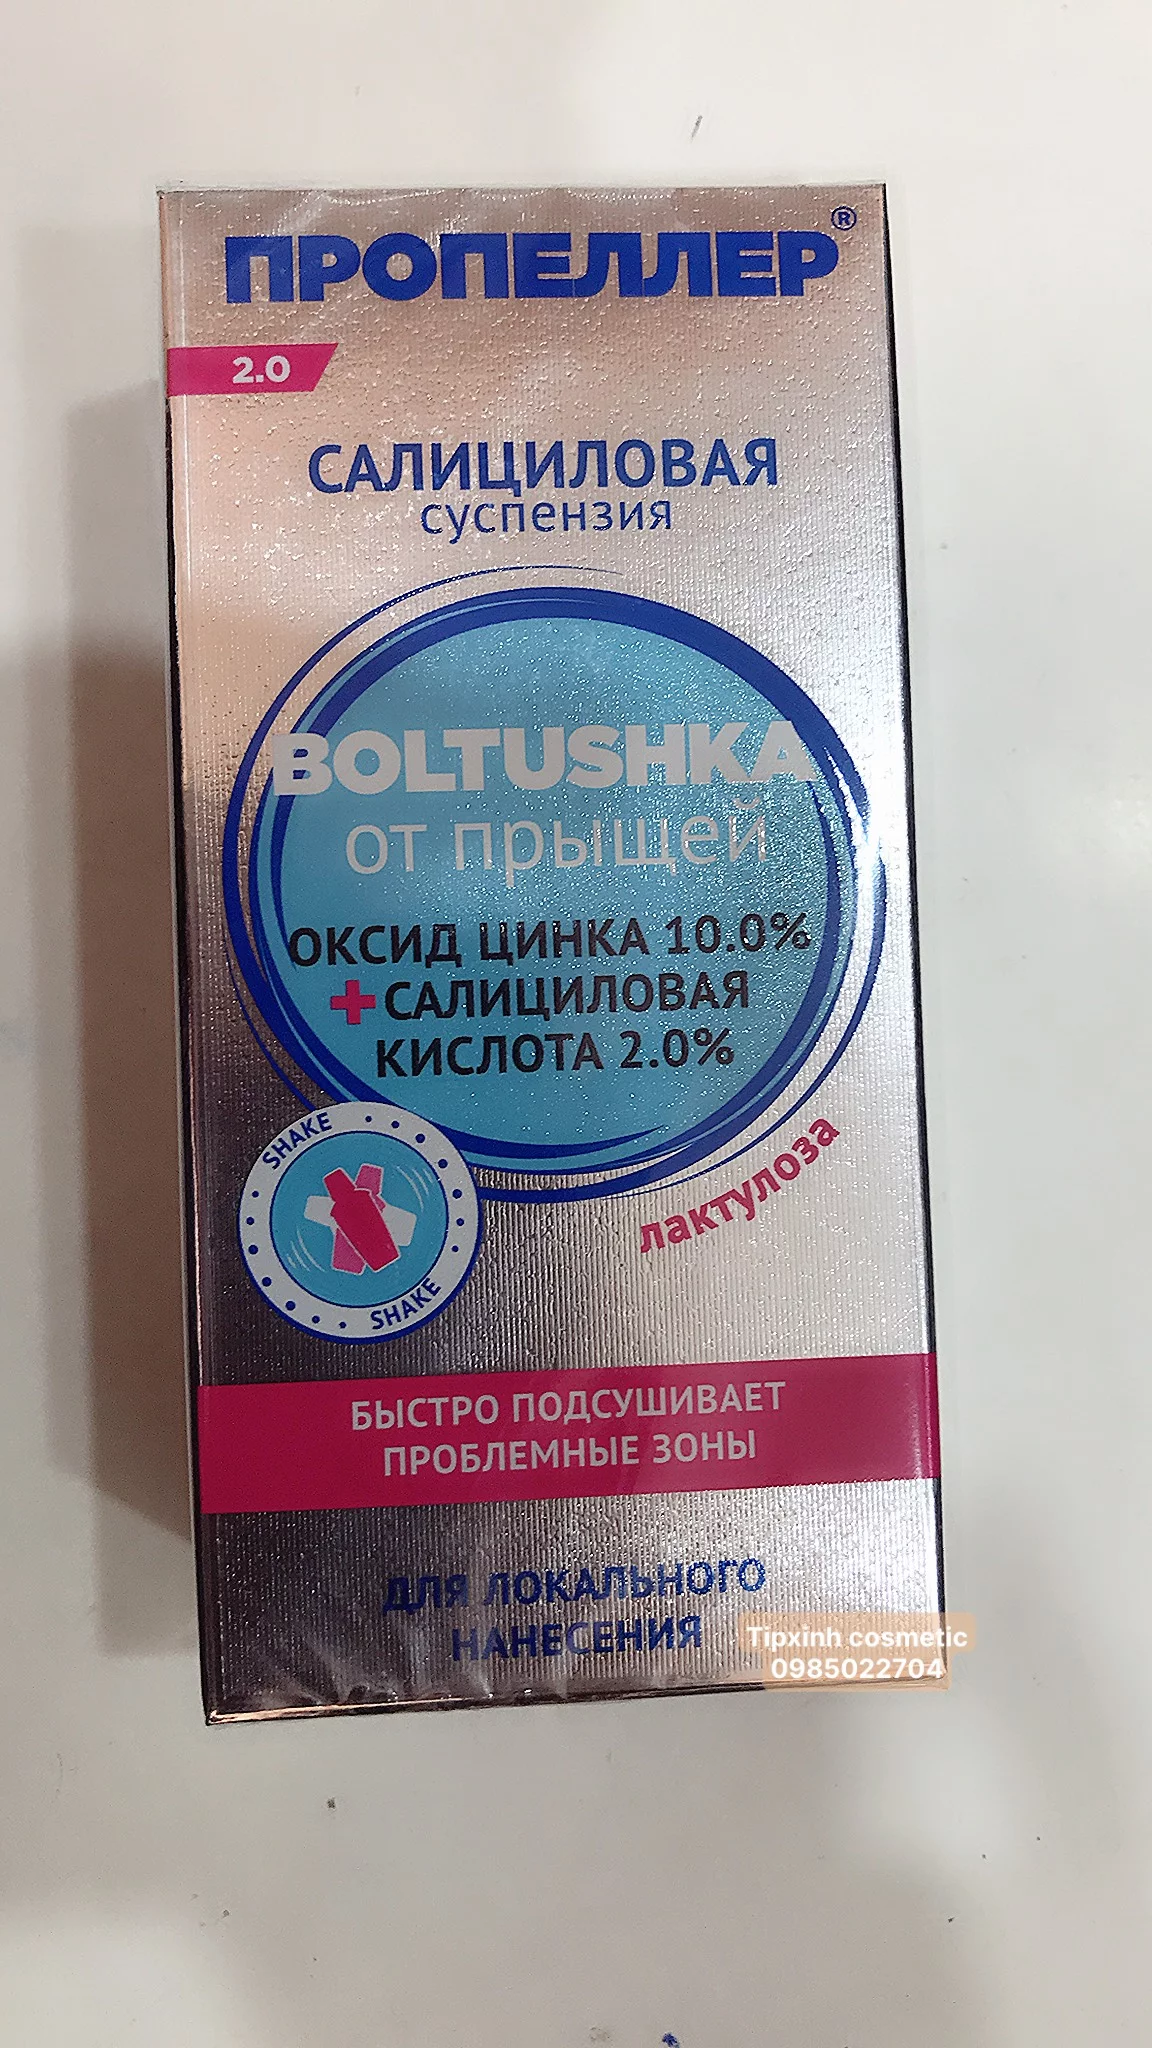 ПРОПЕЛЛЕР®
2.0
САЛИЦИЛОВАЯ
суспензия
BOLTUSHKA
от прыщей
ОКСИД ЦИНКА 10.0%
+САЛИЦИЛОВАЯ
КИСЛОТА 2.0%
SHAKE
SHAKE
лактулоза
БЫСТРО ПОДСУШИВАЕТ
ПРОБЛЕМНЫЕ ЗОНЫ
ДЛЯ ЛОКАЛЬНОГО
НАНЕСЕНИЯ
Tipxinh cosmetic
0985022704